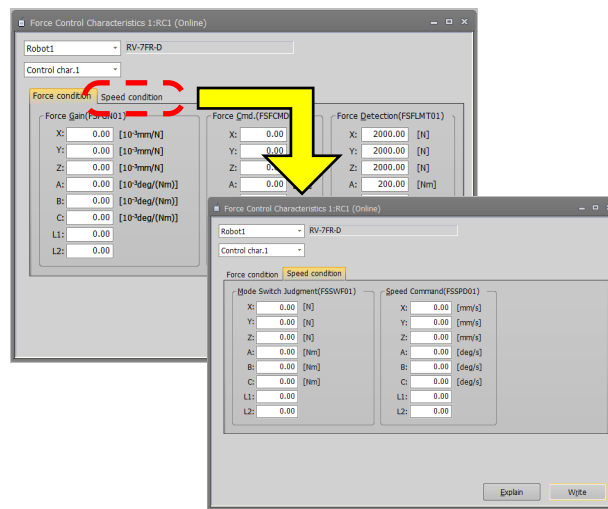 Force Control Characteristics 1:RC1 (Online)
Robot1 RV-7FR-D
Control char.1
Force condition Speed condition
Force Gain(FSFGN01) Force Cmd.(FSFCMD Force Detection(FSFLMT01)
X: 0.00 [10-³mm/N] X: 0.00 X: 2000.00 [N]
Y: 0.00 [10-³mm/N] Y: 0.00 Y: 2000.00 [N]
Z: 0.00 [10-³mm/N] Z: Z: 2000.00 [N]
A: 0.00 [10-³deg/(Nm)] A: 0.00 A: 200.00 [Nm]
B: 0.00 [10-³deg/(Nm)]
C: 0.00 [10-³deg/(Nm)]
L1: 0.00
L2: 0.00
Force Control Characteristics 1:RC1 (Online)
Robot1 RV-7FR-D
Control char.1
Force condition Speed condition
Mode Switch Judgment(FSSWF01) Speed Command(FSSPD01)
X: 0.00 [N] X: 0.00 [mm/s]
Y: 0.00 [N] Y: 0.00 [mm/s]
Z: 0.00 [N] Z: 0.00 [mm/s]
A: 0.00 [Nm] A: 0.00 [deg/s]
B: 0.00 [Nm] B: 0.00 [deg/s]
C: 0.00 [Nm] C: 0.00 [deg/s]
L1: 0.00 L1: 0.00
L2: 0.00 L2: 0.00
Explain Write